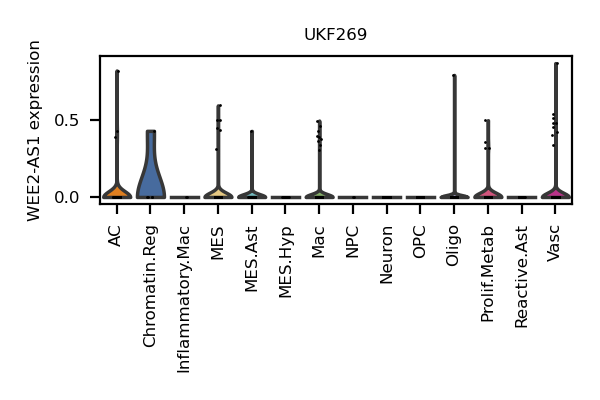 UKF269
WEE2-AS1 expression
0.5
0.0
AC
Chromatin.Reg
Inflammatory.Mac
MES
MES.Ast
MES.Hyp
Mac
NPC
Neuron
OPC
Oligo
Prolif.Metab
Reactive.Ast
Vasc